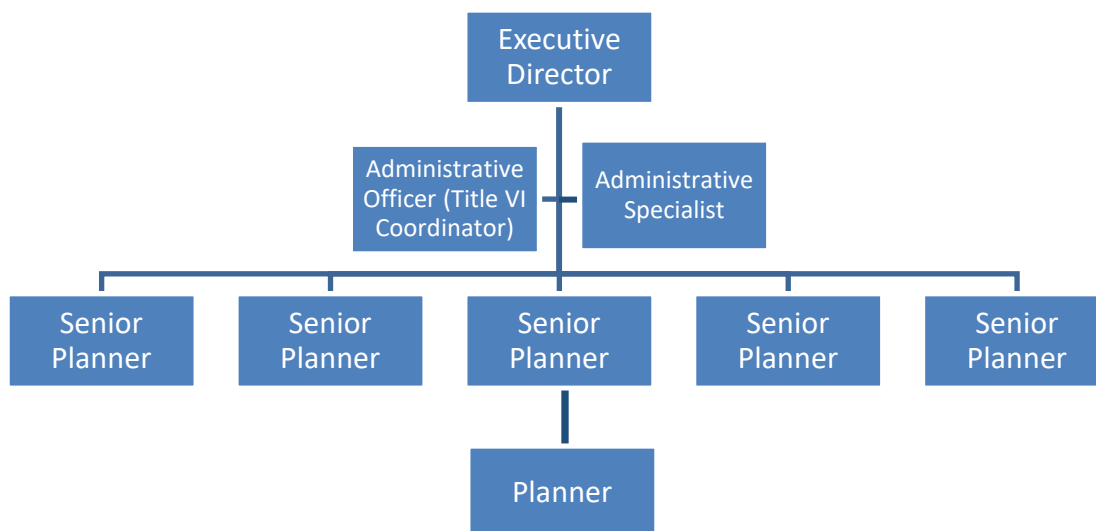 Executive
Director
Administrative
Officer (Title VI
Coordinator)
Administrative
Specialist
Senior
Planner
Senior
Planner
Senior
Planner
Senior
Planner
Senior
Planner
Planner